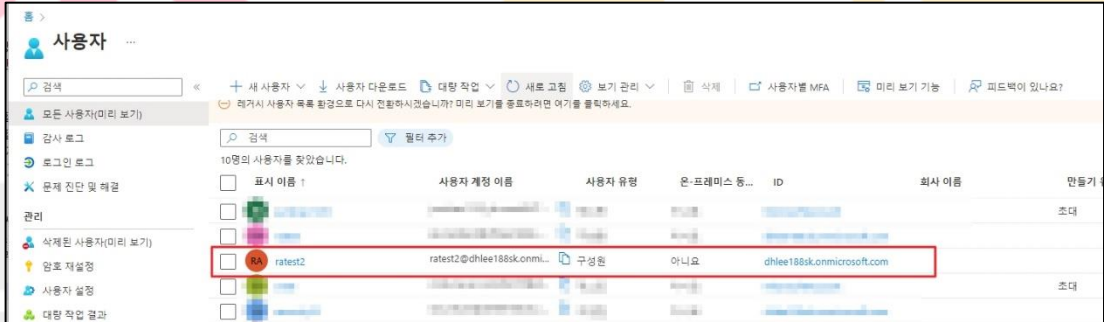 홈 >
사용자 ...
검색 «
+ 새 사용자 사용자 다운로드 대량 작업 새로 고침 보기 관리 삭제 사용자별 MFA 미리 보기 기능 피드백이 있나요?
레거시 사용자 목록 환경으로 다시 전환하시겠습니까? 미리 보기를 종료하려면 여기를 클릭하세요.
모든 사용자(미리 보기)
감사 로그
로그인 로그
문제 진단 및 해결
관리
삭제된 사용자(미리 보기)
암호 재설정
사용자 설정
대량 작업 결과
검색 필터 추가
10명의 사용자를 찾았습니다.
표시 이름 ↑ 사용자 계정 이름 사용자 유형 온-프레미스 동... ID 회사 이름 만들기
초대
RA ratest2 ratest2@dhlee188sk.onmi... 구성원 아니요 dhlee188sk.onmicrosoft.com
초대